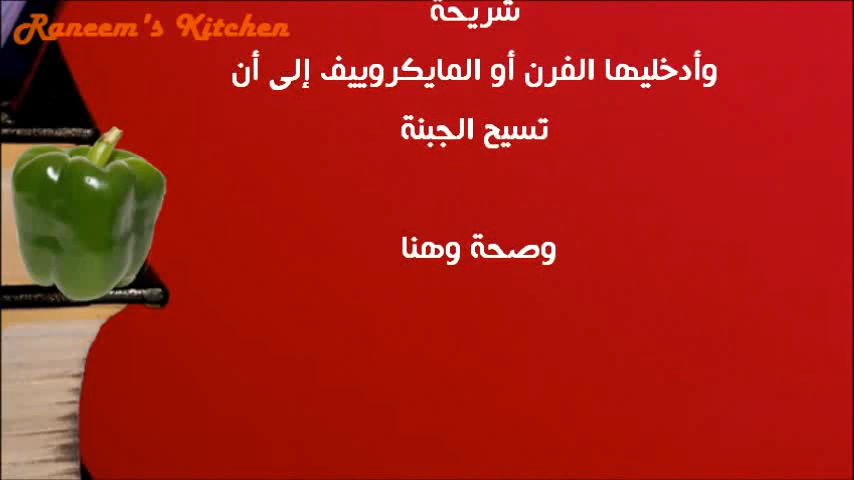 Raneem's Kitchen
شريحة
وأدخليها الفرن أو المايكروييف إلى أن
تسيح الجبنة
وصحة وهنا